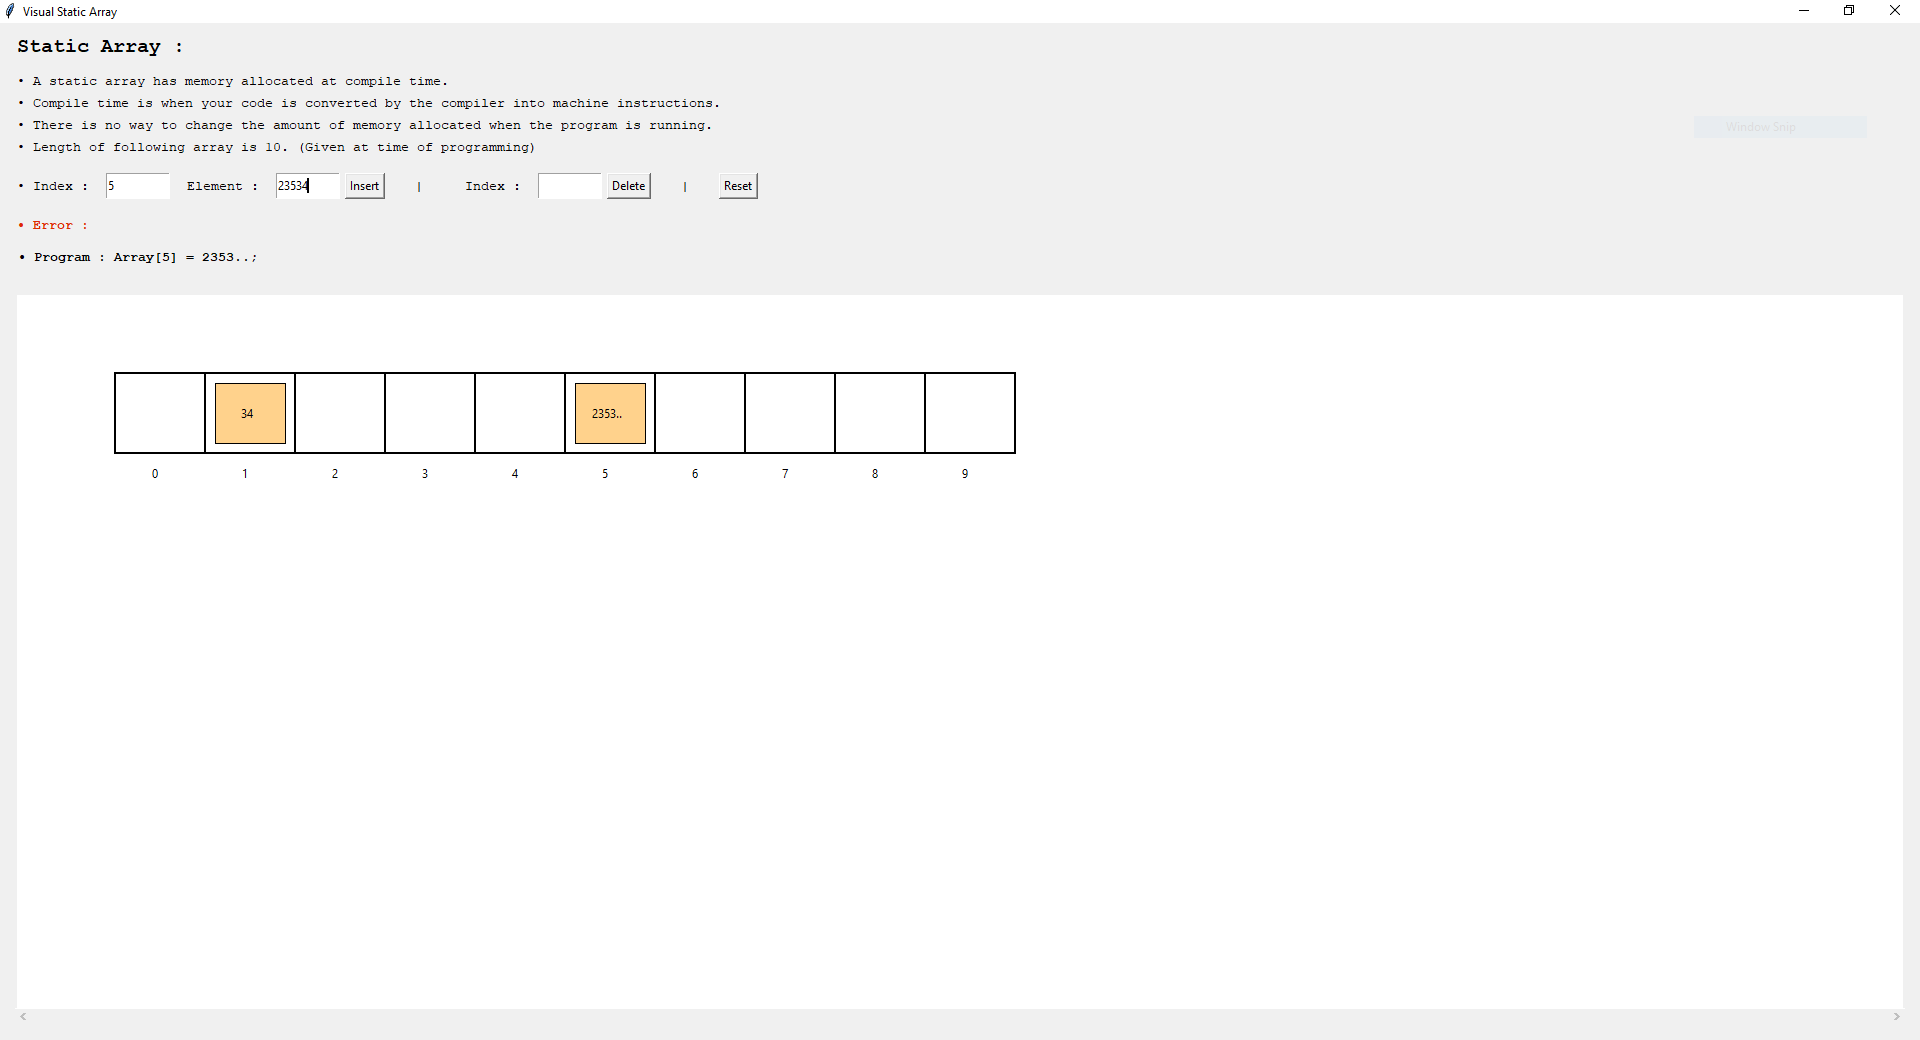 Visual Static Array
Static Array :
• A static array has memory allocated at compile time.
• Compile time is when your code is converted by the compiler into machine instructions.
• There is no way to change the amount of memory allocated when the program is running.
Window Snip
• Length of following array is 10. (Given at time of programming)
• Index : 5 Element : 23534 Insert | Index : Delete | Reset
• Error :
• Program : Array[5] = 2353..;
34 2353..
0 1 2 3 4 5 6 7 8 9